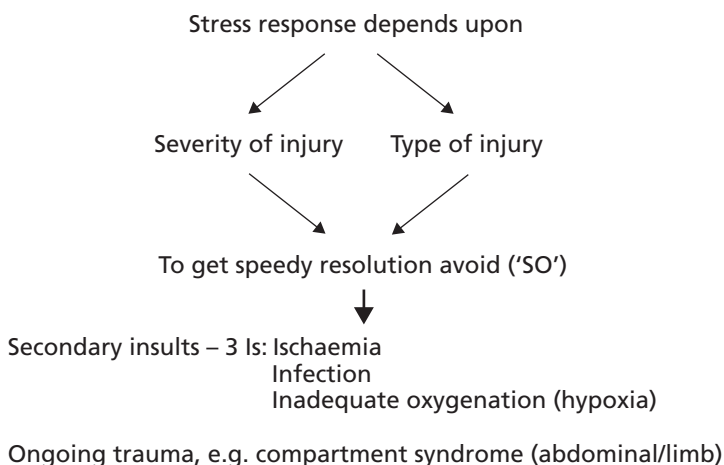 Stress response depends upon
Severity of injury
Type of injury
To get speedy resolution avoid (‘SO’)
Secondary insults – 3 Is: Ischaemia
Infection
Inadequate oxygenation (hypoxia)
Ongoing trauma, e.g. compartment syndrome (abdominal/limb)